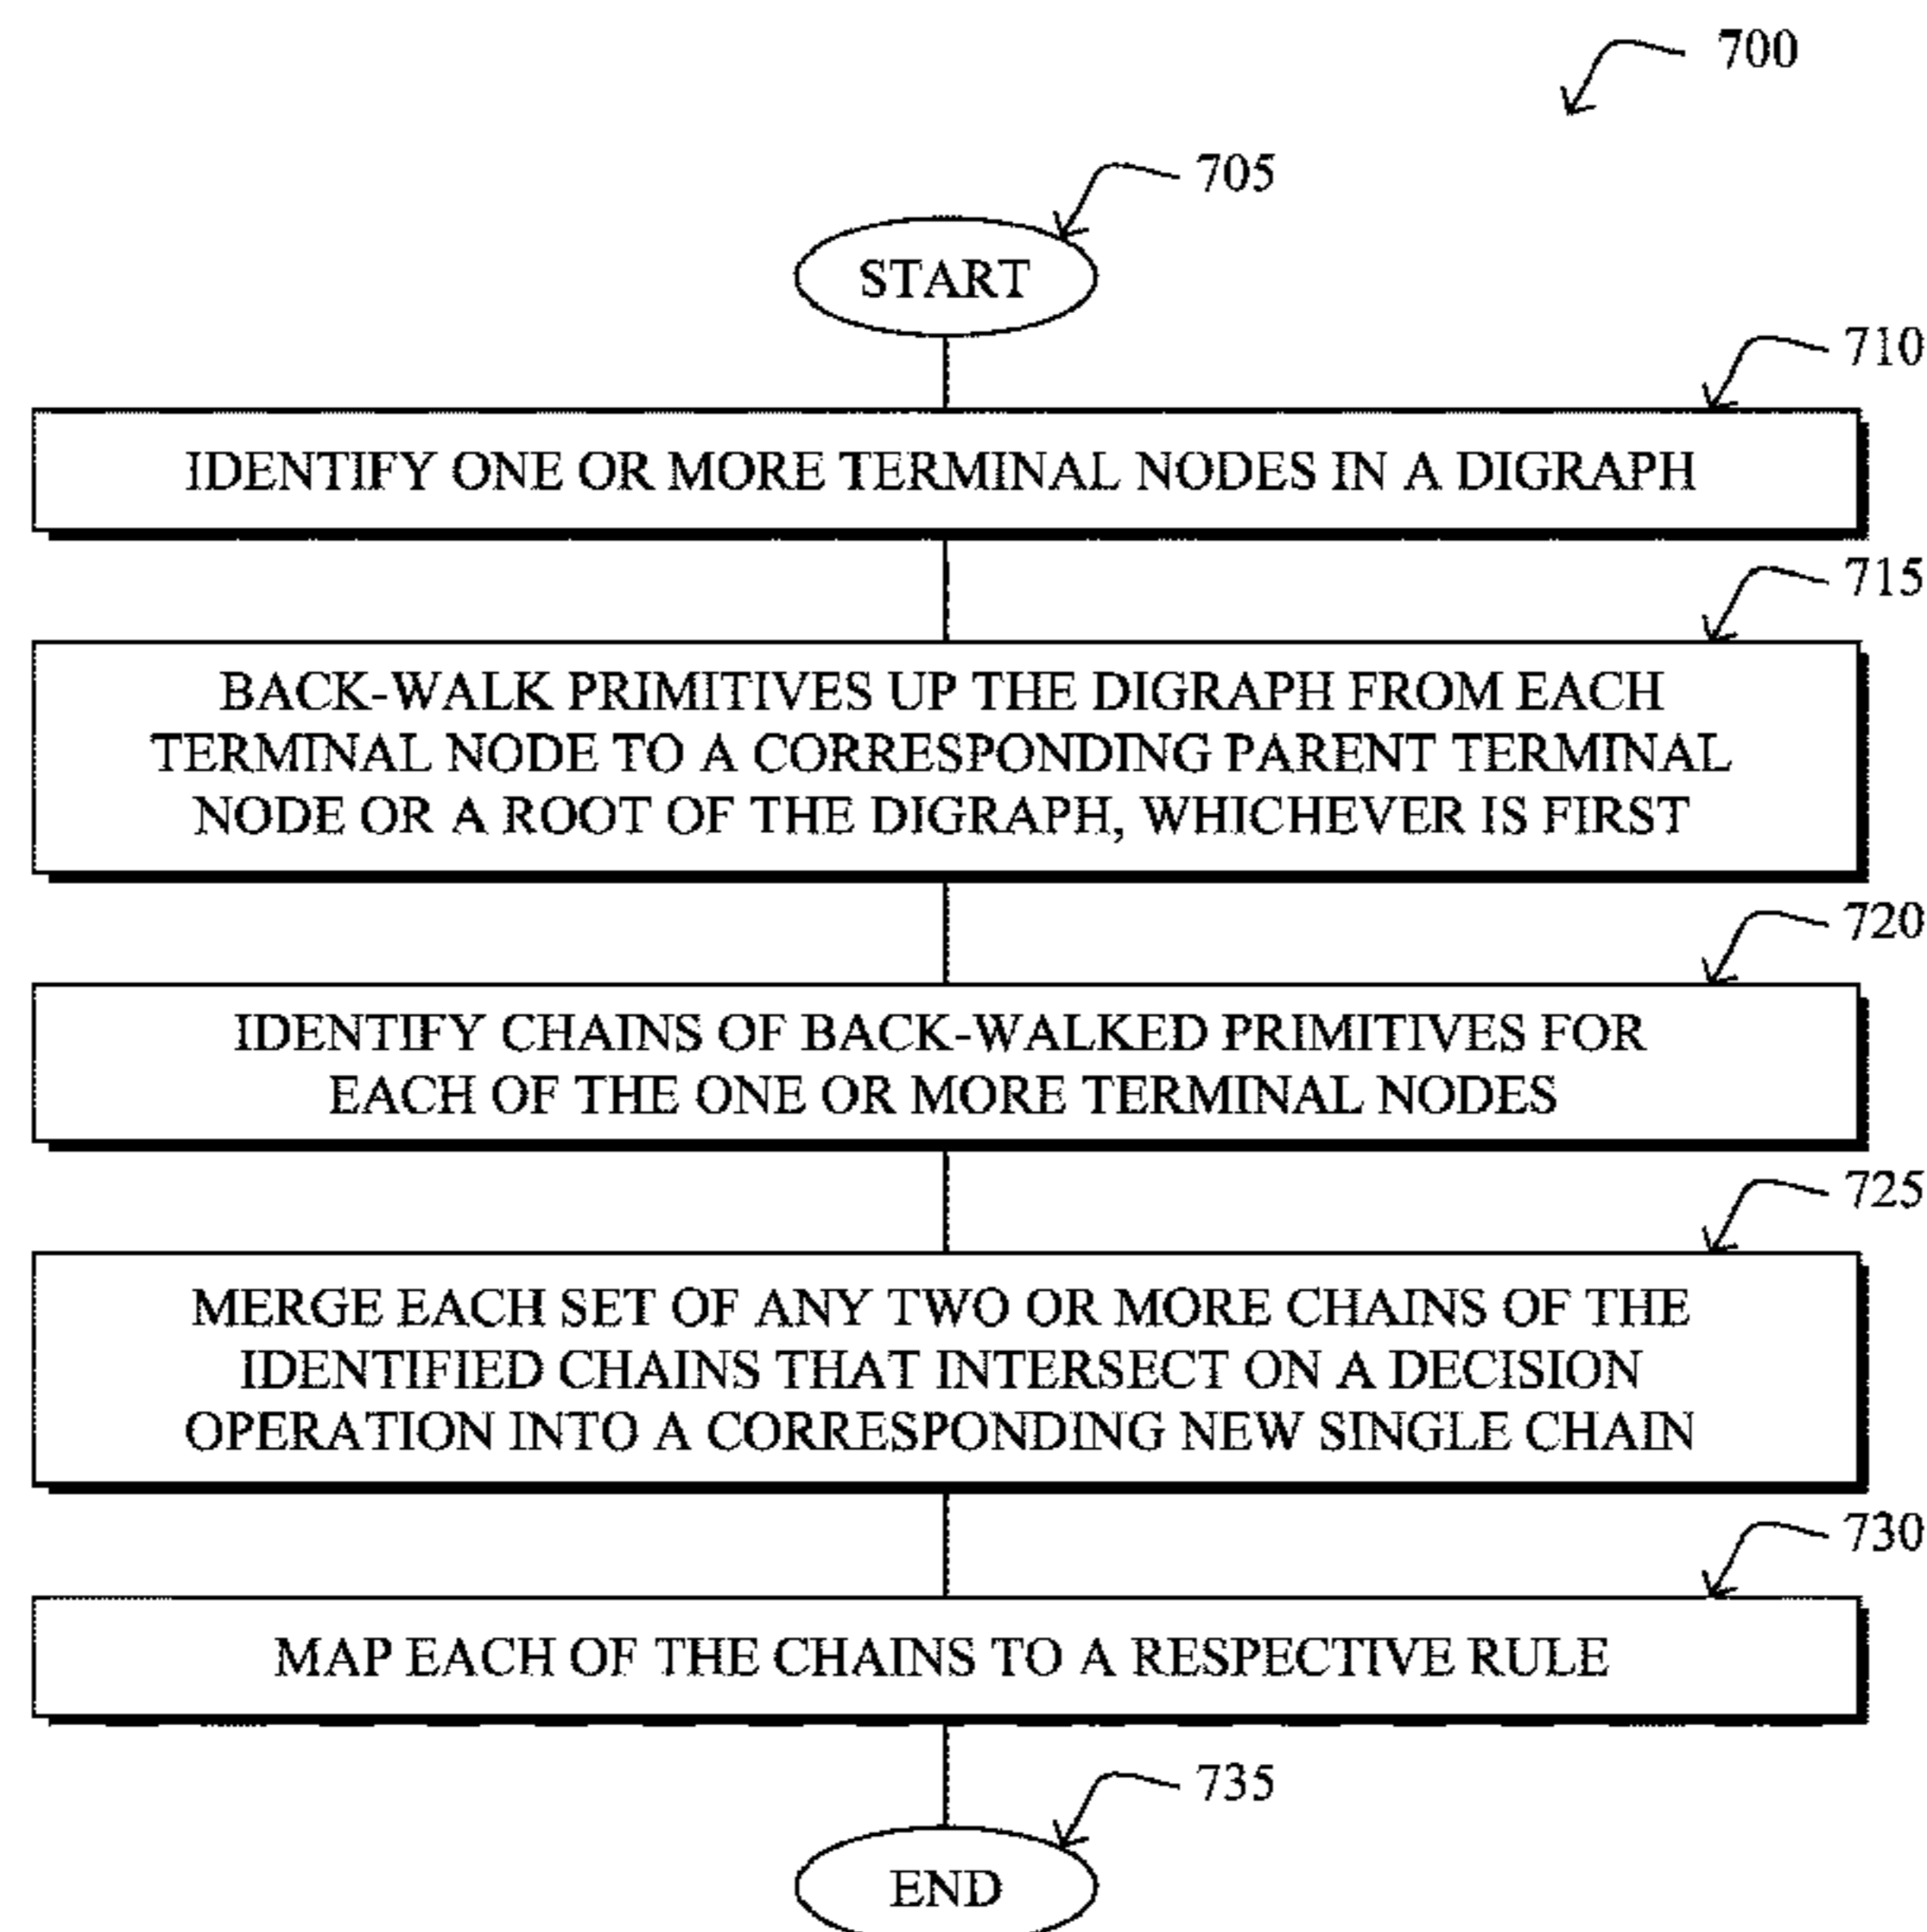 700
705
START
710
IDENTIFY ONE OR MORE TERMINAL NODES IN A DIGRAPH
715
BACK-WALK PRIMITIVES UP THE DIGRAPH FROM EACH
TERMINAL NODE TO A CORRESPONDING PARENT TERMINAL
NODE OR A ROOT OF THE DIGRAPH, WHICHEVER IS FIRST
720
IDENTIFY CHAINS OF BACK-WALKED PRIMITIVES FOR
EACH OF THE ONE OR MORE TERMINAL NODES
725
MERGE EACH SET OF ANY TWO OR MORE CHAINS OF THE
IDENTIFIED CHAINS THAT INTERSECT ON A DECISION
OPERATION INTO A CORRESPONDING NEW SINGLE CHAIN
730
MAP EACH OF THE CHAINS TO A RESPECTIVE RULE
735
END